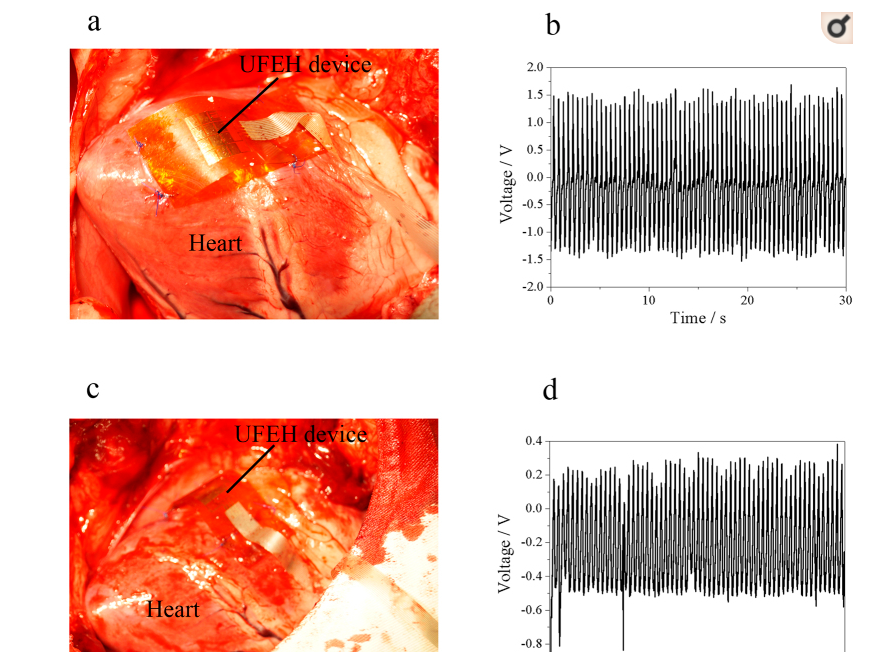 a
UFEH device
Heart
b
2.0
1.5
1.0
0.5
0.0
-0.5
-1.0
-1.5
-2.0
Voltage / V
0
10
20
30
Time / s
c
UFEH device
Heart
d
0.4
0.2
0.0
-0.2
-0.4
-0.6
-0.8
Voltage / V